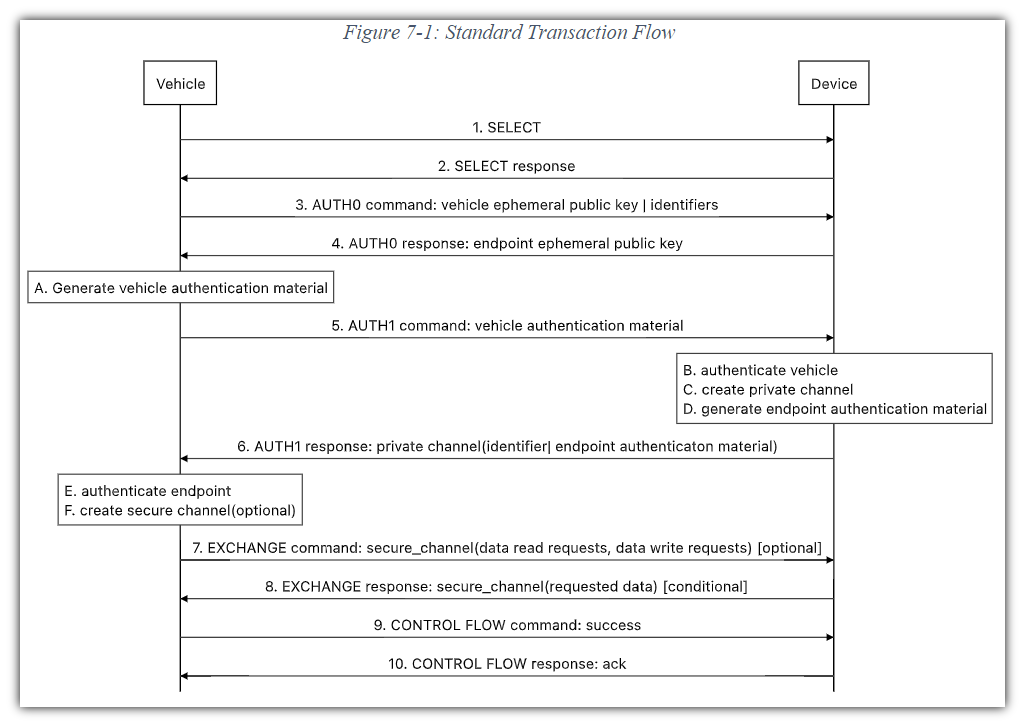 Figure 7-1: Standard Transaction Flow
Vehicle
Device
1. SELECT
2. SELECT response
3. AUTH0 command: vehicle ephemeral public key | identifiers
4. AUTH0 response: endpoint ephemeral public key
A. Generate vehicle authentication material
5. AUTH1 command: vehicle authentication material
B. authenticate vehicle
C. create private channel
D. generate endpoint authentication material
6. AUTH1 response: private channel(identifier| endpoint authenticaton material)
E. authenticate endpoint
F. create secure channel(optional)
7. EXCHANGE command: secure_channel(data read requests, data write requests) [optional]
8. EXCHANGE response: secure_channel(requested data) [conditional]
9. CONTROL FLOW command: success
10. CONTROL FLOW response: ack